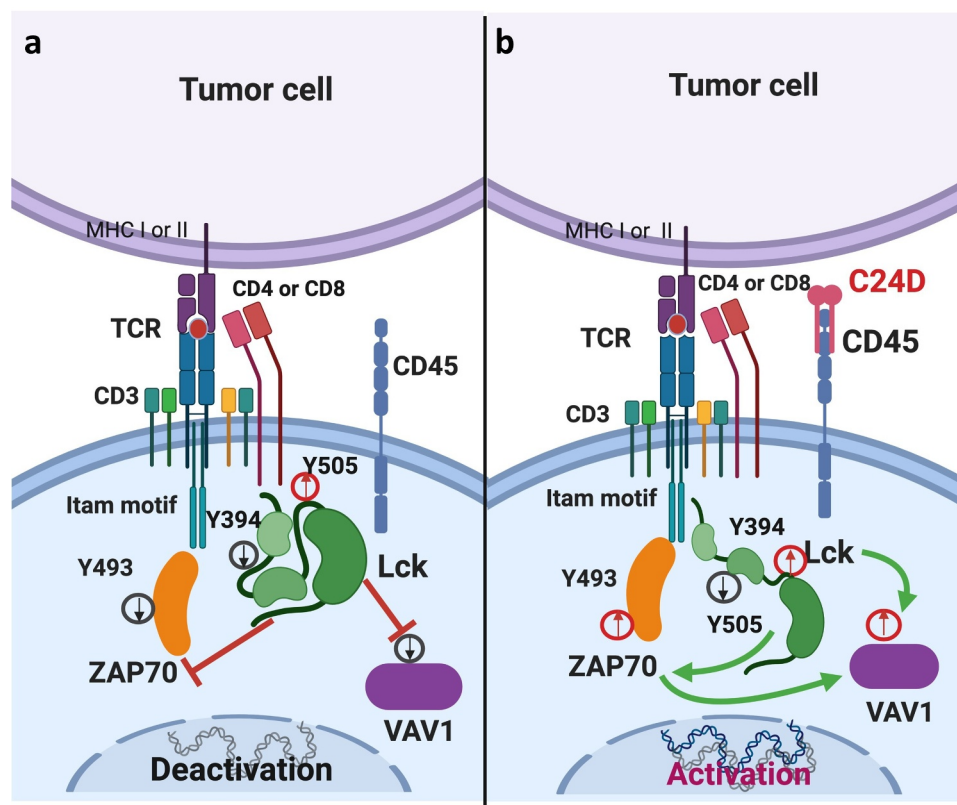 a
Tumor cell
MHC I or II
CD4 or CD8
TCR
CD45
CD3
Y505
Itam motif
Y394
Y493
Lck
ZAP70
VAV1
Deactivation
b
Tumor cell
MHC I or II
CD4 or CD8
C24D
TCR
CD45
CD3
Itam motif
Y394
Lck
Y493
Y505
ZAP70
VAV1
Activation